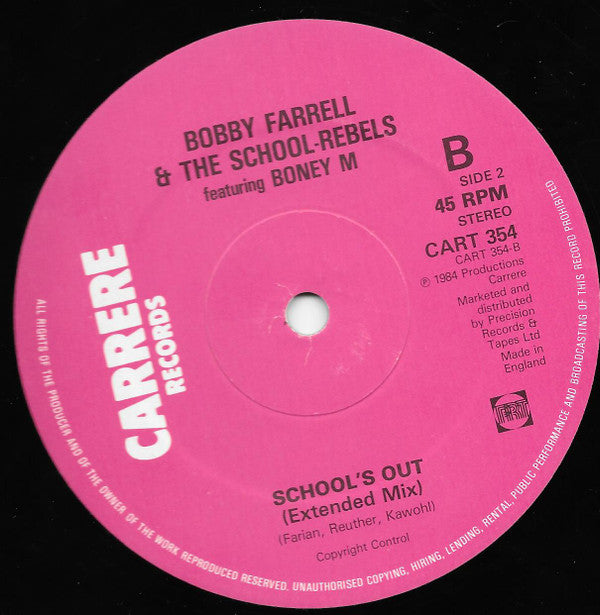 BOBBY FARRELL
& THE SCHOOL-REBELS
featuring BONEY M
B
SIDE 2
45 RPM
STEREO
CART 354
CART 354-B
℗ 1984 Productions
Carrere
Marketed and
distributed
by Precision
Records &
Tapes Ltd
Made in
England
PRT
CARRERE
RECORDS
SCHOOL'S OUT
(Extended Mix)
(Farian, Reuther, Kawohl)
Copyright Control
ALL RIGHTS OF THE PRODUCER AND OF THE OWNER OF THE WORK REPRODUCED RESERVED. UNAUTHORISED COPYING, HIRING, LENDING, RENTAL, PUBLIC PERFORMANCE AND BROADCASTING OF THIS RECORD PROHIBITED